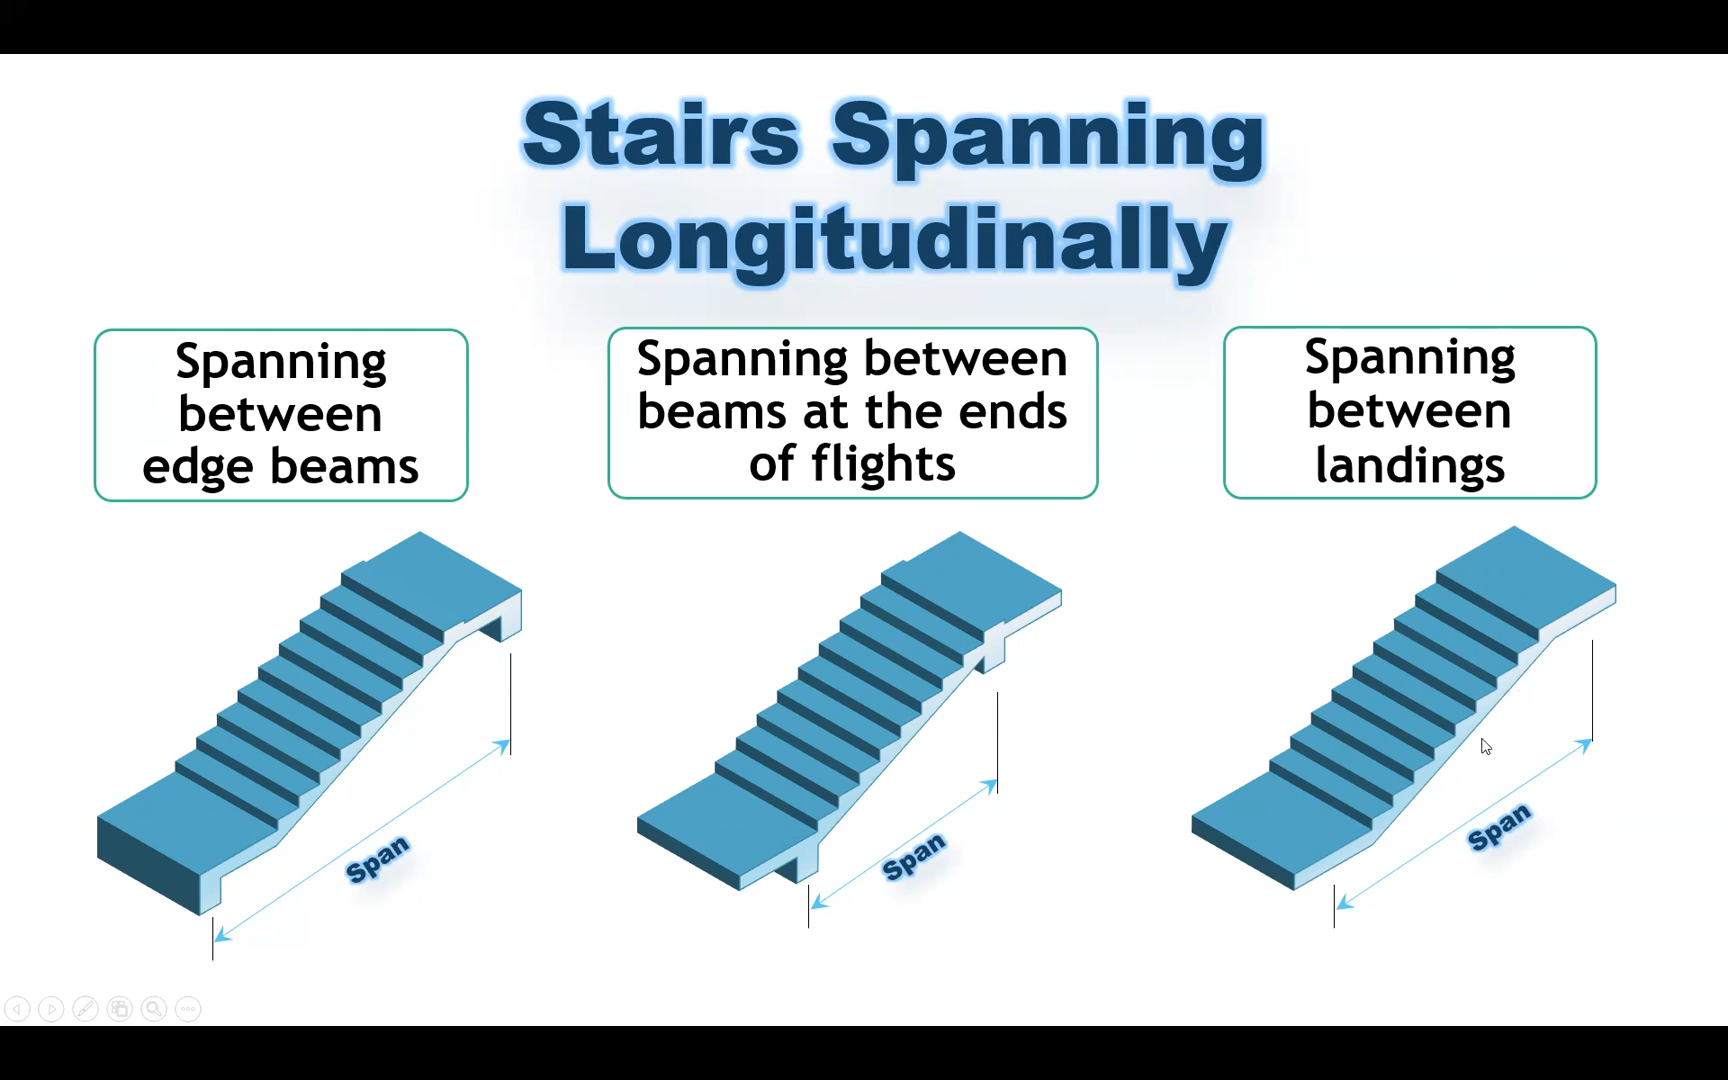 Stairs Spanning
Longitudinally
Spanning
between
edge beams
Spanning between
beams at the ends
of flights
Spanning
between
landings
Span
Span
Span